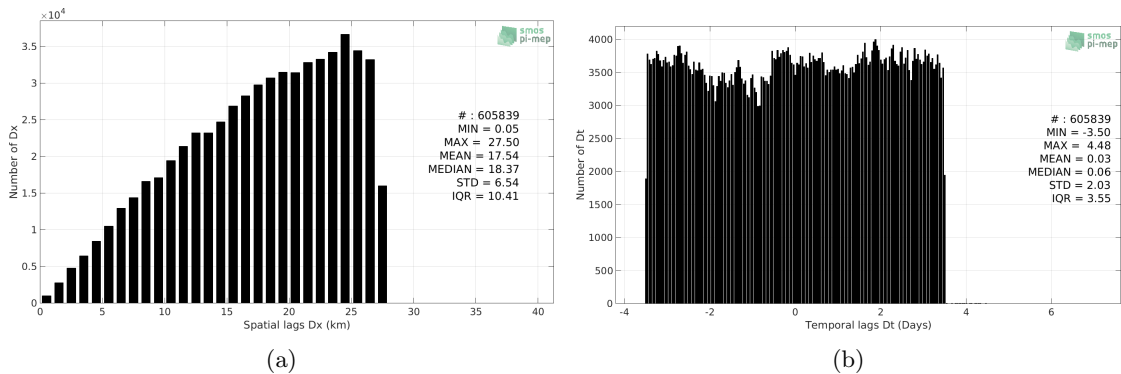 ×10⁴
3.5
3
2.5
2
1.5
1
0.5
0
Number of Dx
0 5 10 15 20 25 30 35 40
Spatial lags Dx (km)
smos
pi-mep
# : 605839
MIN = 0.05
MAX = 27.50
MEAN = 17.54
MEDIAN = 18.37
STD = 6.54
IQR = 10.41
(a)
4000
3500
3000
2500
2000
1500
1000
500
0
Number of Dt
-4 -2 0 2 4 6
Temporal lags Dt (Days)
smos
pi-mep
# : 605839
MIN = -3.50
MAX = 4.48
MEAN = 0.03
MEDIAN = 0.06
STD = 2.03
IQR = 3.55
(b)